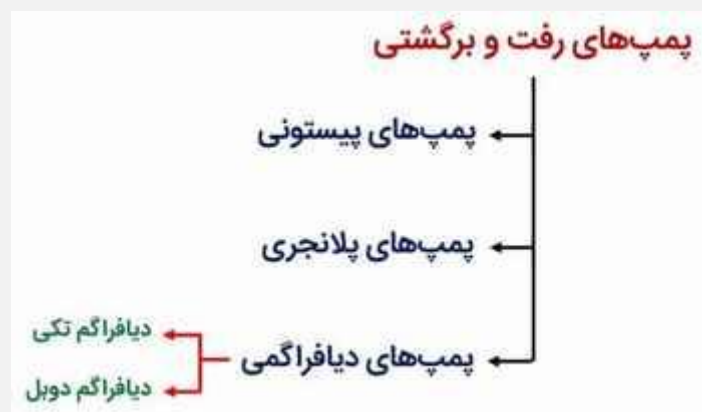 پمپ‌های رفت و برگشتی
پمپ‌های پیستونی
پمپ‌های پلانجری
پمپ‌های دیافراگمی
دیافراگم تکی
دیافراگم دوبل